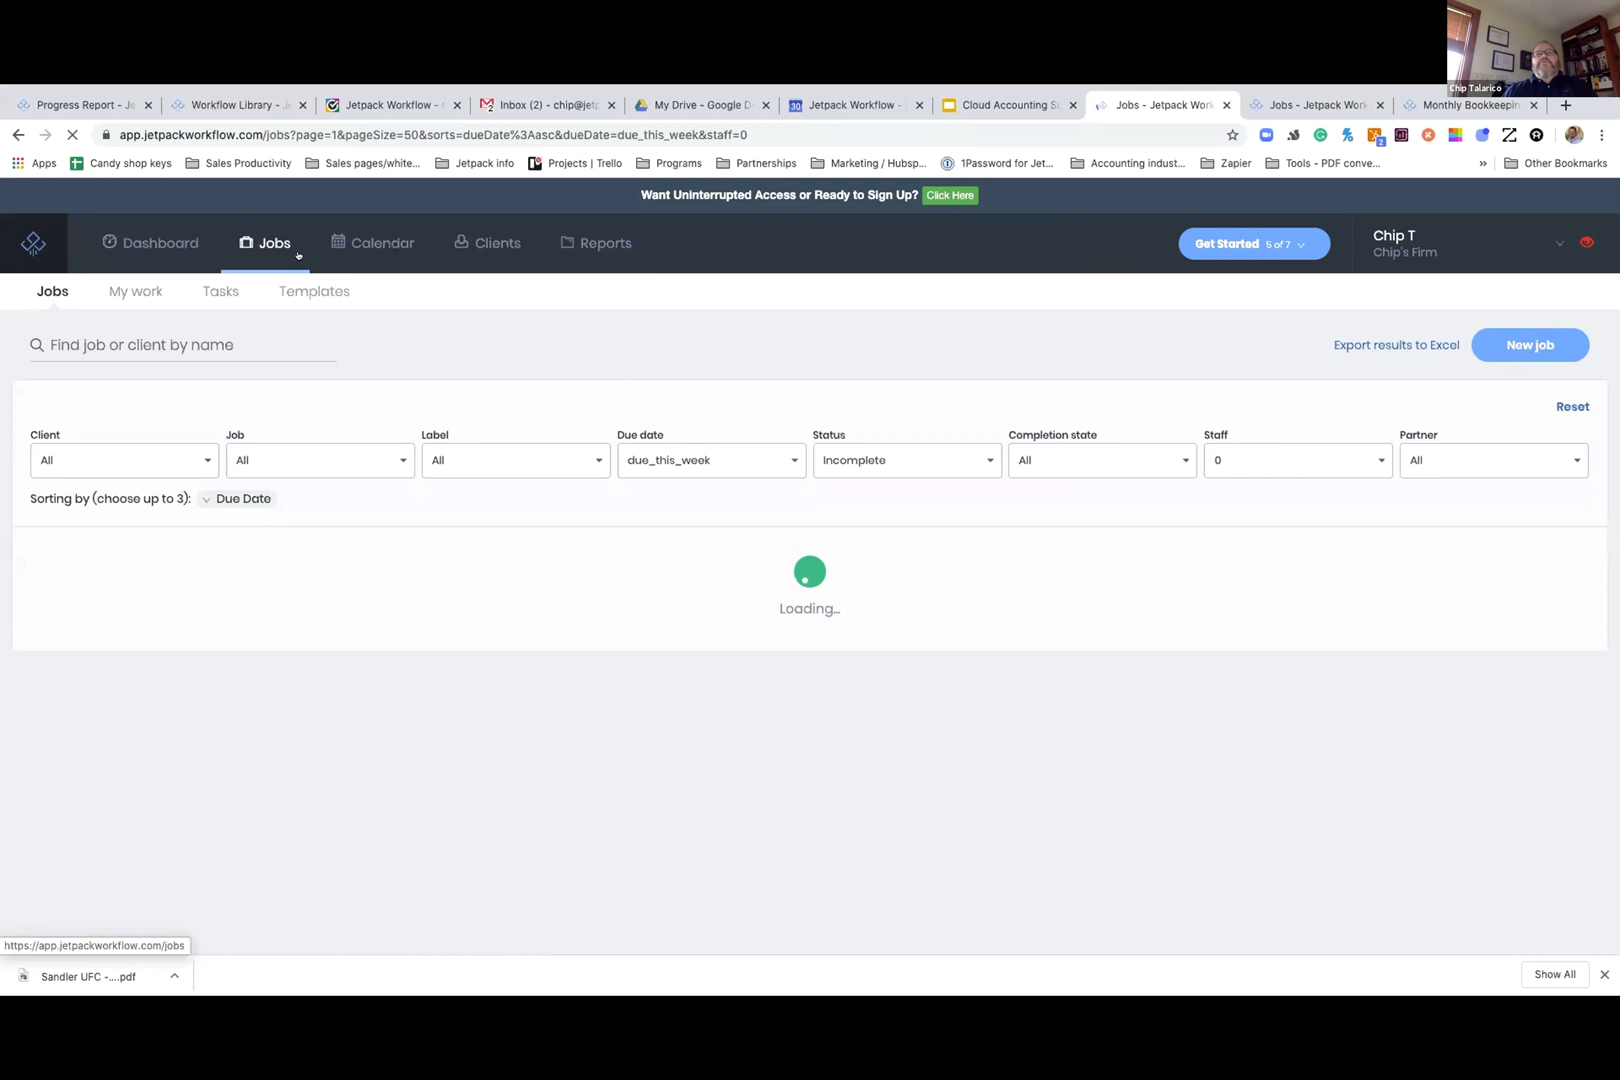 Chip Talarico
Progress Report - Je
Workflow Library - J
Jetpack Workflow - C
Inbox (2) - chip@jetp
My Drive - Google D
Jetpack Workflow -
Cloud Accounting Su
Jobs - Jetpack Work
Jobs - Jetpack Work
Monthly Bookkeepin
app.jetpackworkflow.com/jobs?page=1&pageSize=50&sorts=dueDate%3Aasc&dueDate=due_this_week&staff=0
Apps
Candy shop keys
Sales Productivity
Sales pages/white...
Jetpack info
Projects | Trello
Programs
Partnerships
Marketing / Hubsp...
1Password for Jet...
Accounting indust...
Zapier
Tools - PDF conve...
»
Other Bookmarks
Want Uninterrupted Access or Ready to Sign Up? Click Here
Dashboard
Jobs
Calendar
Clients
Reports
Get Started 5 of 7
Chip T
Chip's Firm
Jobs
My work
Tasks
Templates
Find job or client by name
Export results to Excel
New job
Reset
Client
Job
Label
Due date
Status
Completion state
Staff
Partner
All
All
All
due_this_week
Incomplete
All
0
All
Sorting by (choose up to 3): Due Date
Loading...
https://app.jetpackworkflow.com/jobs
Sandler UFC -....pdf
Show All